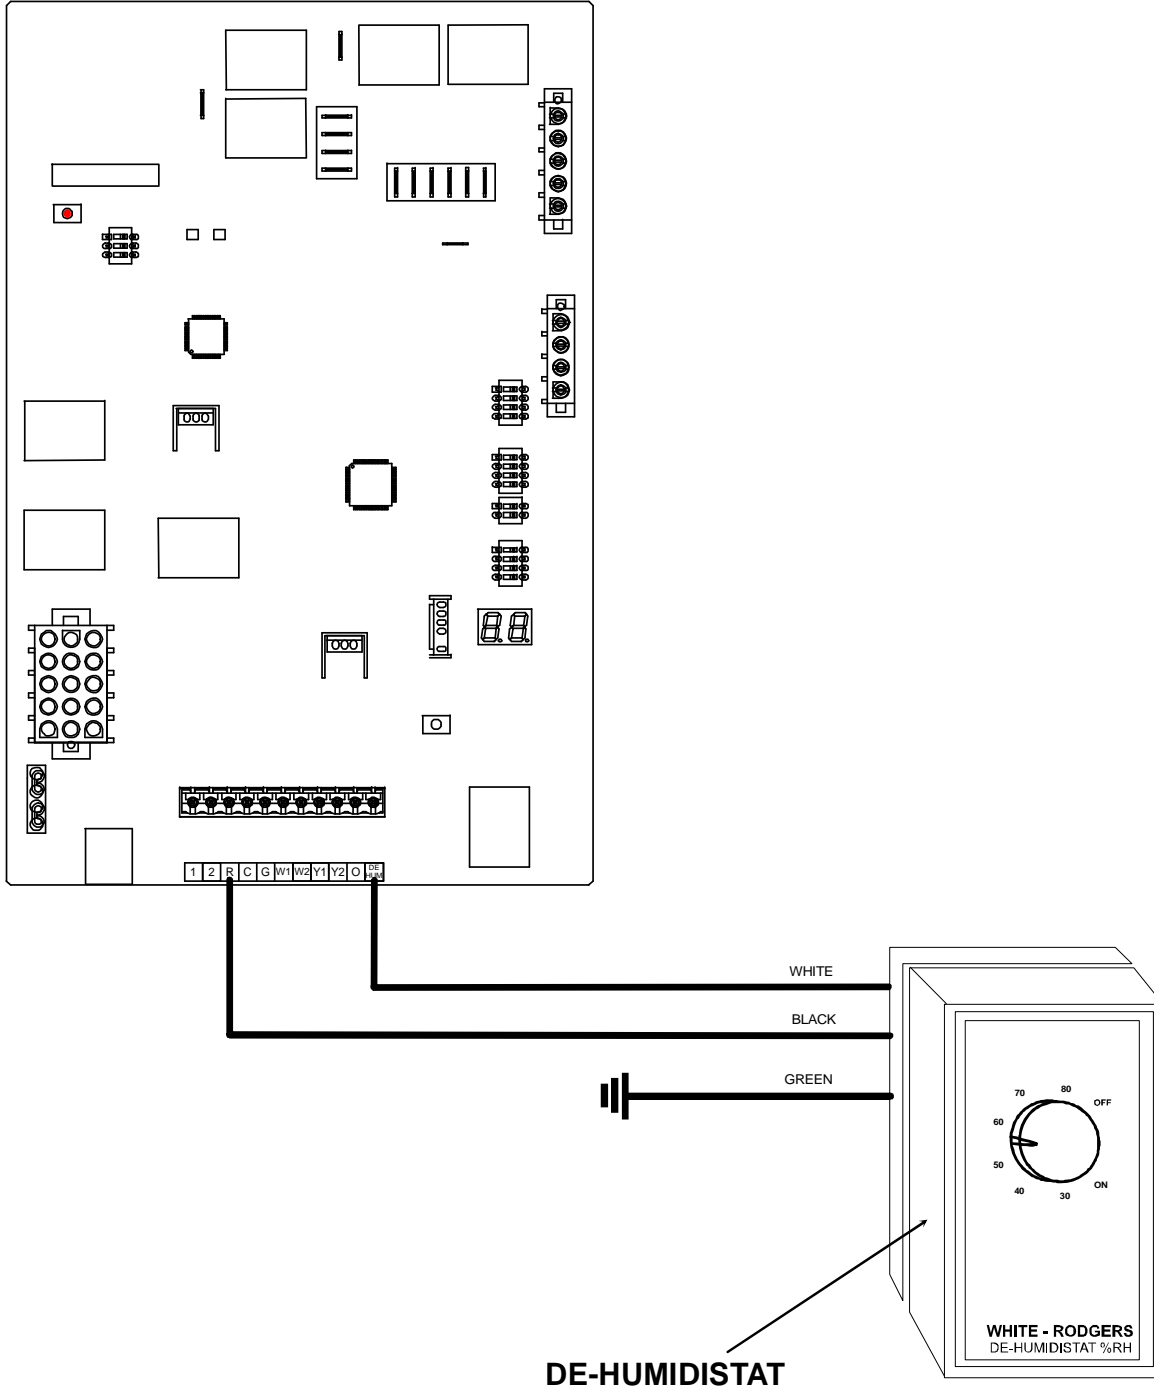 1 2 R C G W1 W2 Y1 Y2 O DE
HUM
WHITE
BLACK
GREEN
70 80 OFF
60
50
40 30 ON
WHITE - RODGERS
DE-HUMIDISTAT %RH
DE-HUMIDISTAT